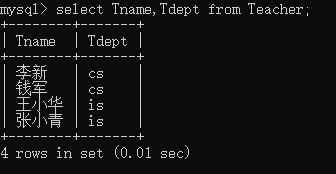 mysql> select Tname,Tdept from Teacher;
+--------+-------+
| Tname | Tdept |
+--------+-------+
| 李新 | cs |
| 钱军 | cs |
| 王小华 | is |
| 张小青 | is |
+--------+-------+
4 rows in set (0.01 sec)